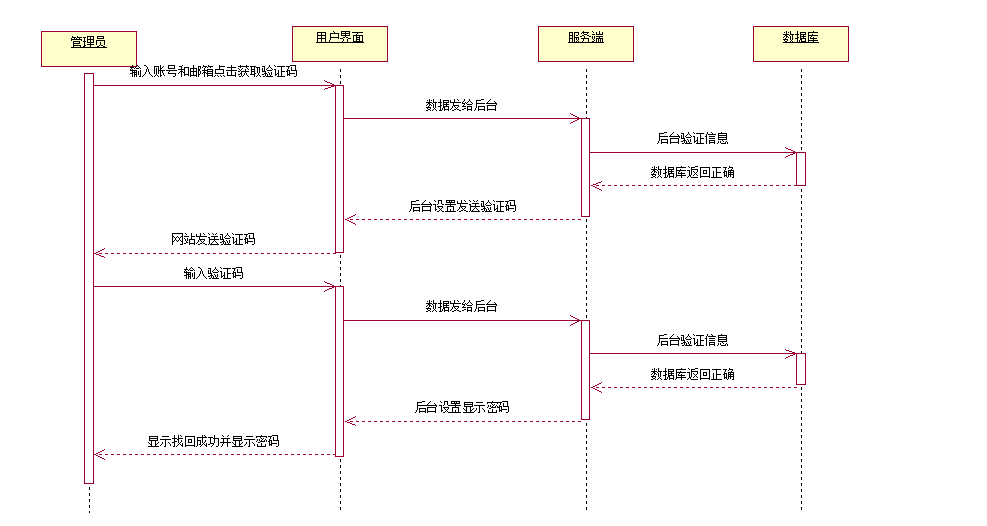 管理员
用户界面
服务端
数据库
输入账号和邮箱点击获取验证码
数据发给后台
后台验证信息
数据库返回正确
后台设置发送验证码
网站发送验证码
输入验证码
数据发给后台
后台验证信息
数据库返回正确
后台设置显示密码
显示找回成功并显示密码